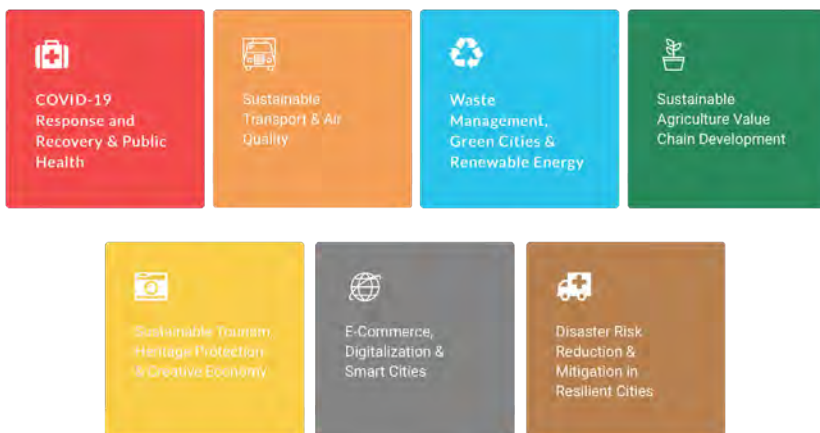 COVID-19
Response and
Recovery & Public
Health
Sustainable
Transport & Air
Quality
Waste
Management,
Green Cities &
Renewable Energy
Sustainable
Agriculture Value
Chain Development
Sustainable Tourism,
Heritage Protection
& Creative Economy
E-Commerce,
Digitalization &
Smart Cities
Disaster Risk
Reduction &
Mitigation in
Resilient Cities